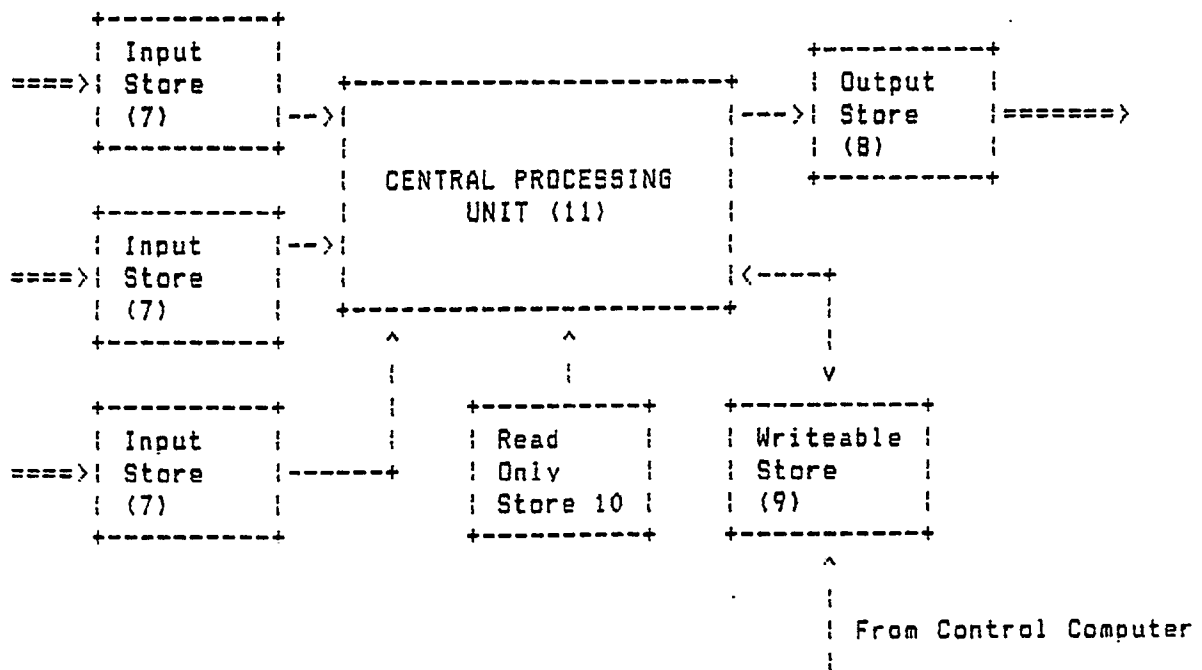 Input
Store
(7)
Output
Store
(8)
CENTRAL PROCESSING
UNIT (11)
Input
Store
(7)
Input
Store
(7)
Read
Only
Store 10
Writeable
Store
(9)
From Control Computer